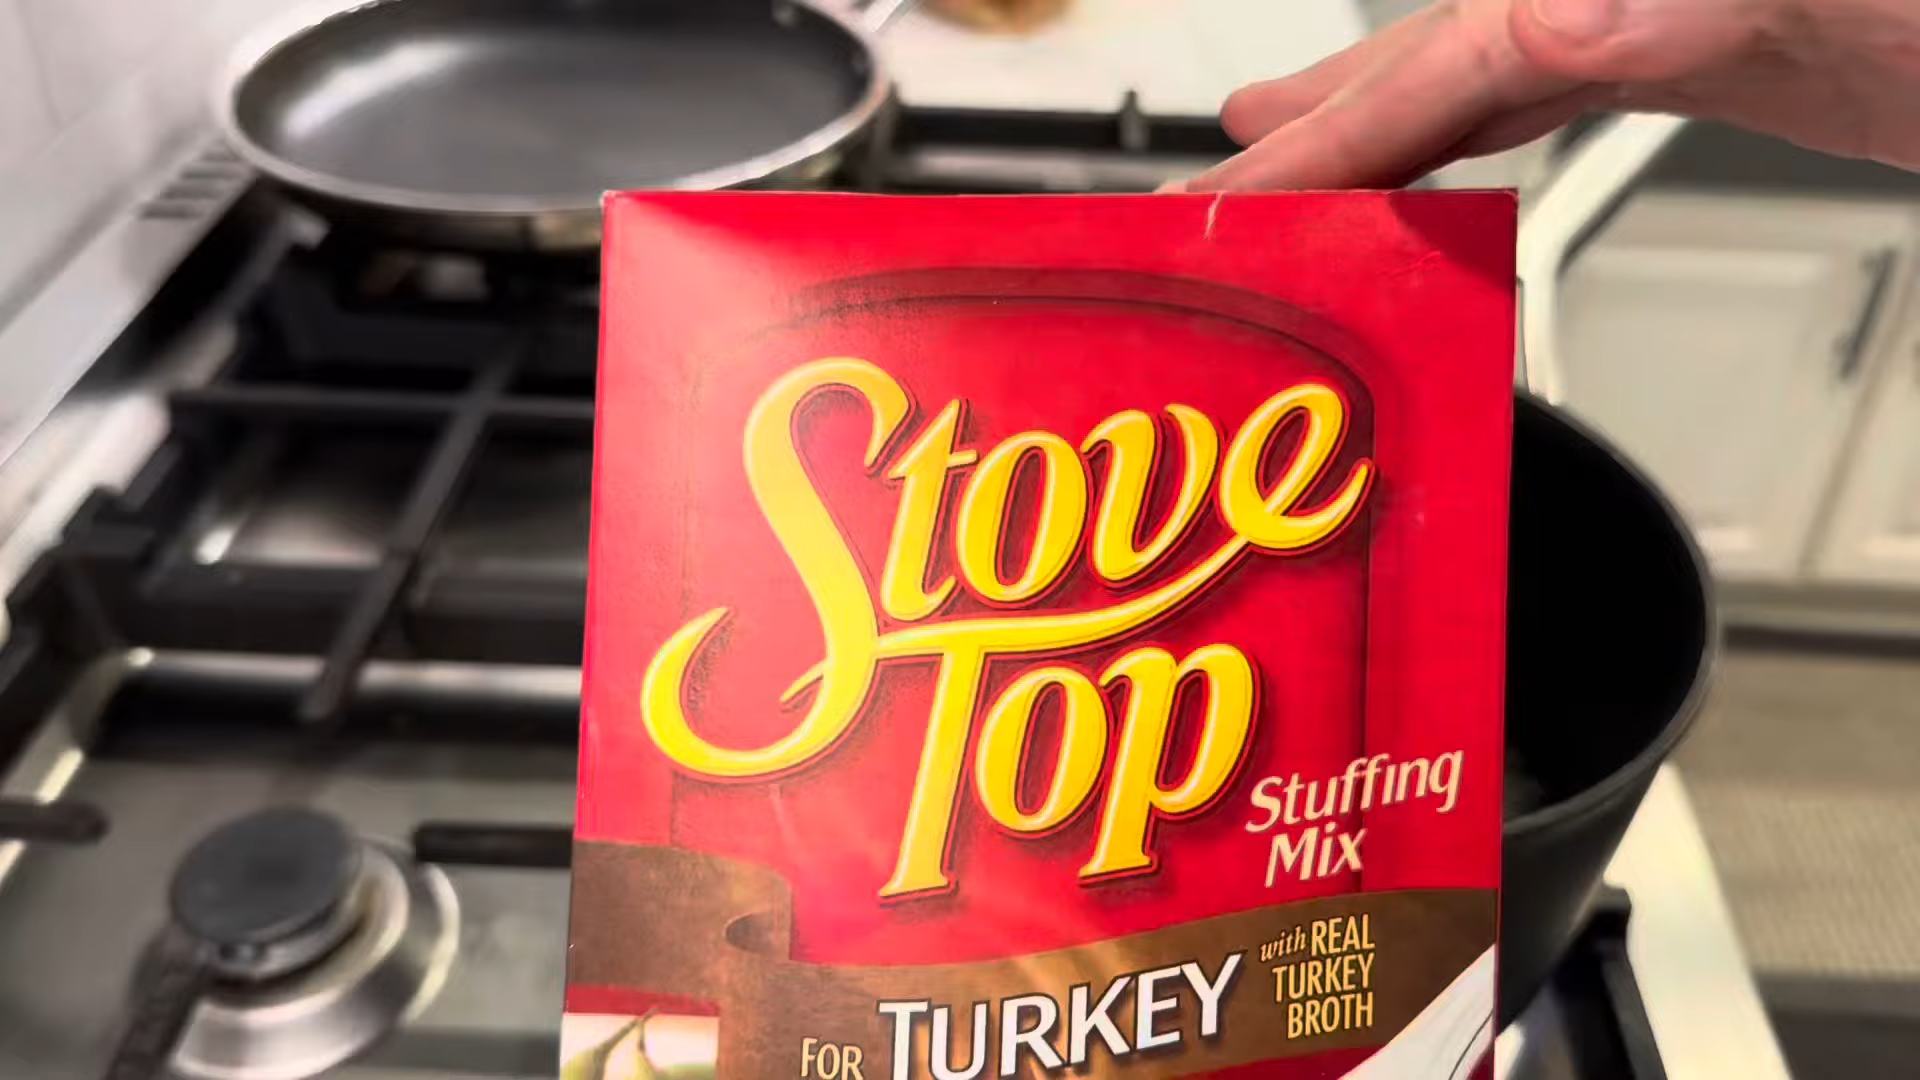 Stove
Top
Stuffing
Mix
FOR TURKEY
with REAL
TURKEY
BROTH